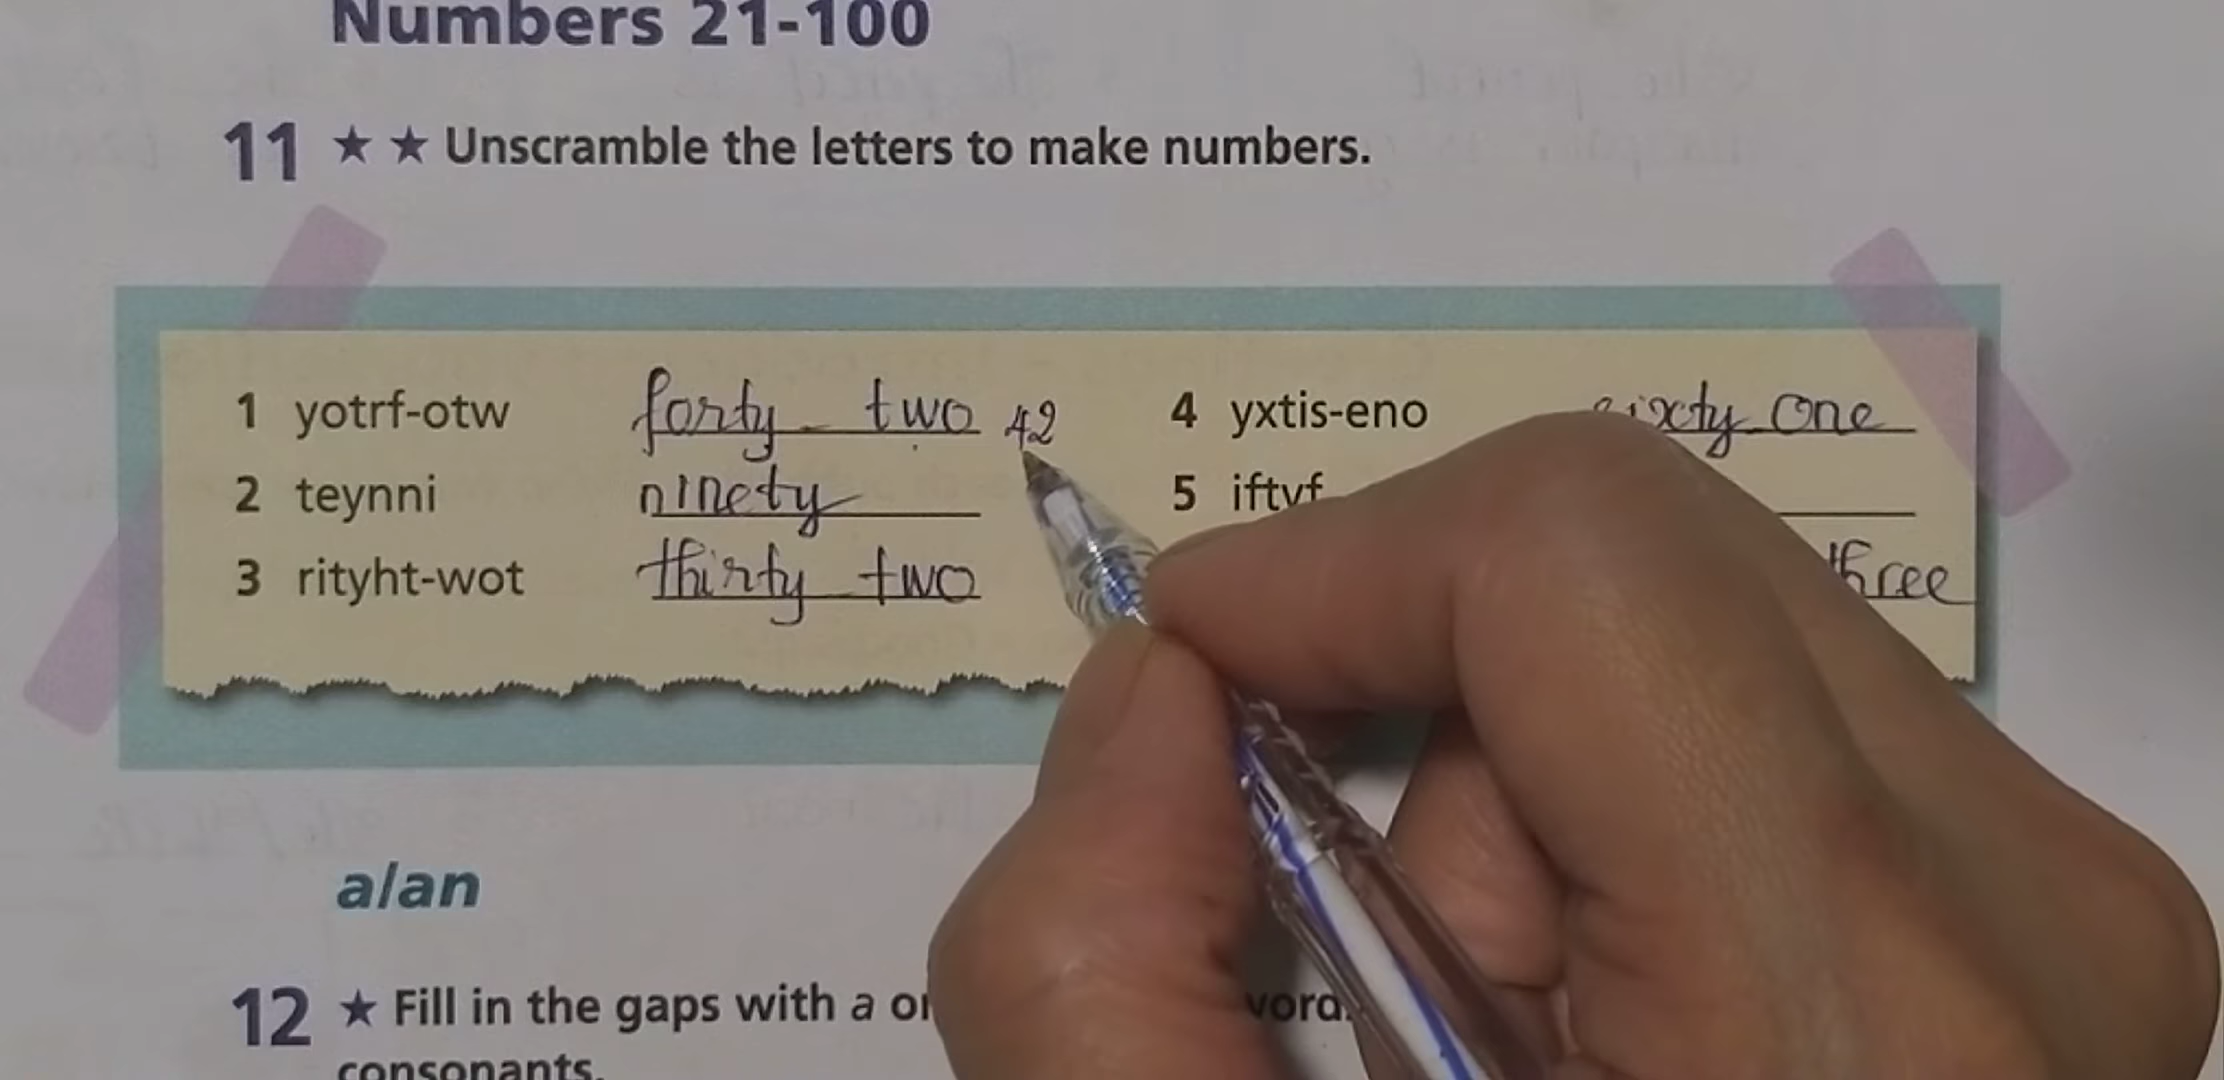 Numbers 21-100
11 ★ ★ Unscramble the letters to make numbers.
1 yotrf-otw forty - two 42
2 teynni ninety
3 rityht-wot thirty two
4 yxtis-eno sixty one
5 iftyf
three
a/an
12 ★ Fill in the gaps with a
consonants.